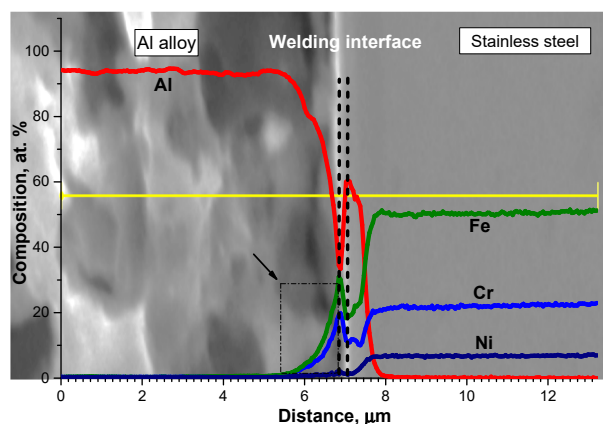 Al alloy
Welding interface
Stainless steel
Al
Fe
Cr
Ni
Composition, at. %
100
80
60
40
20
0
0 2 4 6 8 10 12
Distance, μm